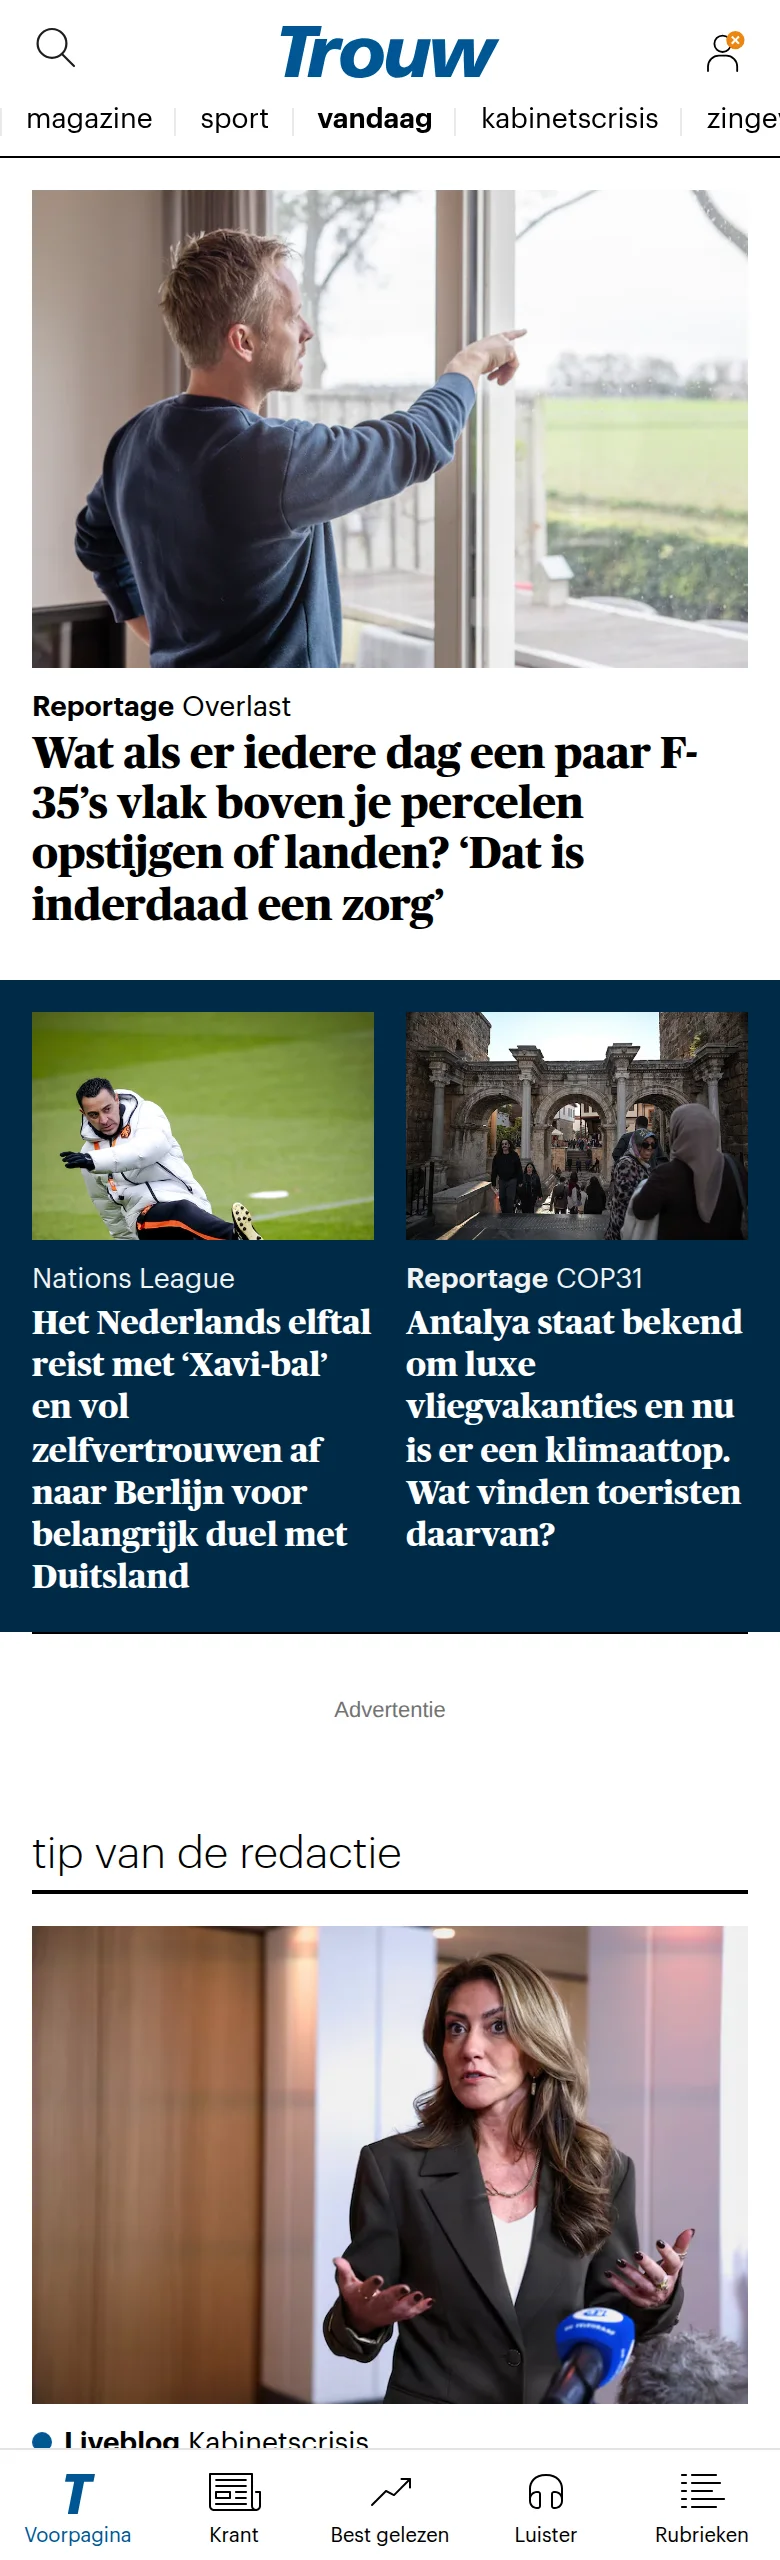 Trouw
magazine
sport
vandaag
kabinetscrisis
Reportage Overlast
Wat als er iedere dag een paar F-
35’s vlak boven je percelen
opstijgen of landen? ‘Dat is
inderdaad een zorg’
Nations League
Het Nederlands elftal
reist met ‘Xavi-bal’
en vol
zelfvertrouwen af
naar Berlijn voor
belangrijk duel met
Duitsland
Reportage COP31
Antalya staat bekend
om luxe
vliegvakanties en nu
is er een klimaattop.
Wat vinden toeristen
daarvan?
Advertentie
tip van de redactie
Liveblog Kabinetscrisis
T
Voorpagina
Krant
Best gelezen
Luister
Rubrieken